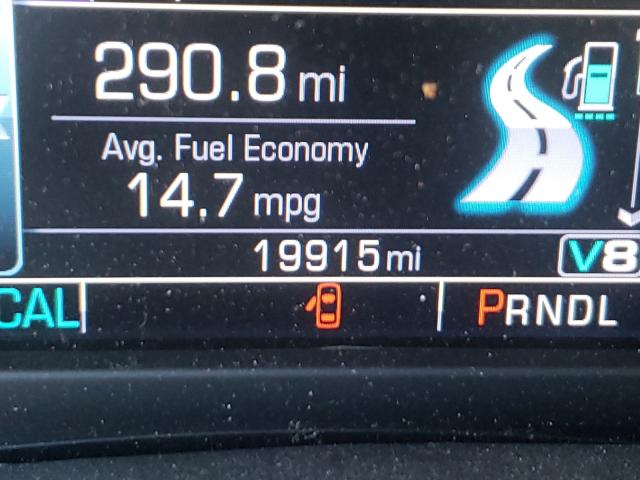 290.8 mi
Avg. Fuel Economy
14.7 mpg
19915 mi
V8
CAL
PRNDL